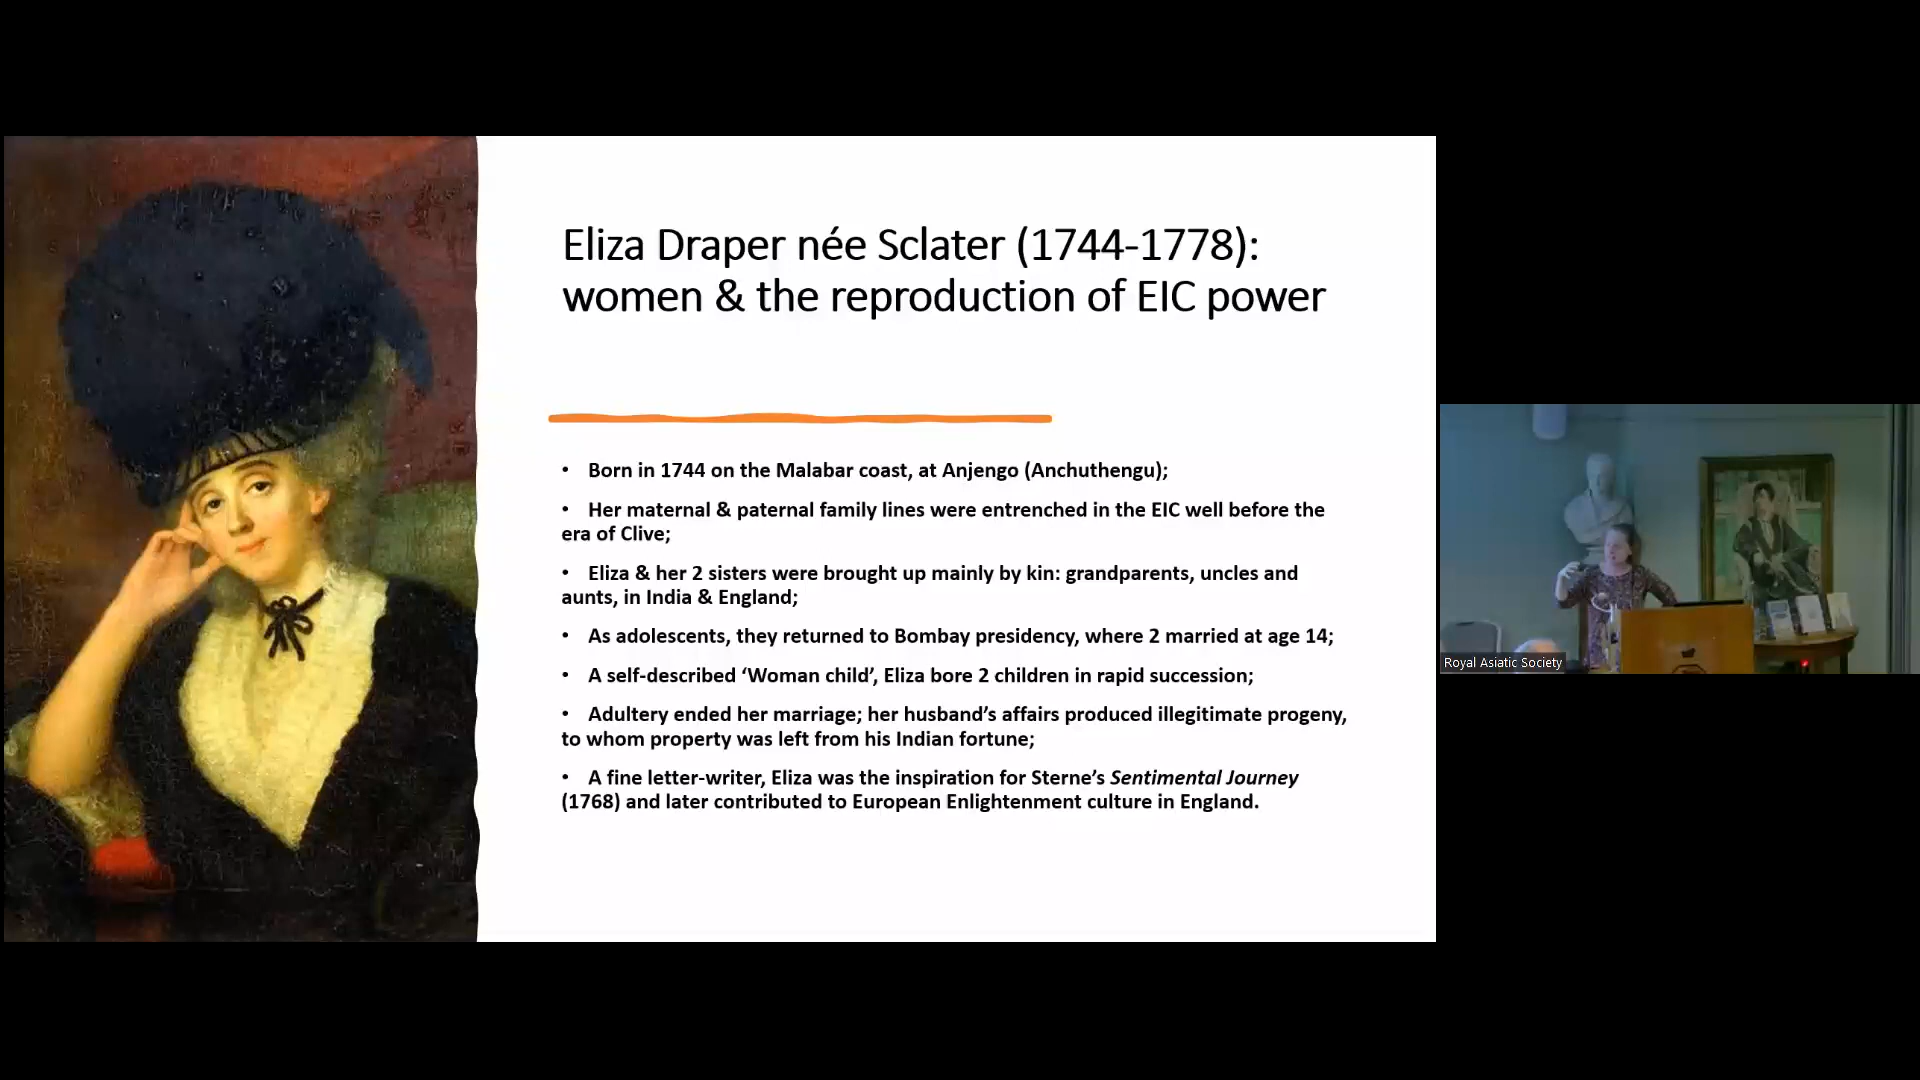 Eliza Draper née Sclater (1744-1778):
women & the reproduction of EIC power
• Born in 1744 on the Malabar coast, at Anjengo (Anchuthengu);
• Her maternal & paternal family lines were entrenched in the EIC well before the
era of Clive;
• Eliza & her 2 sisters were brought up mainly by kin: grandparents, uncles and
aunts, in India & England;
• As adolescents, they returned to Bombay presidency, where 2 married at age 14;
• A self-described ‘Woman child’, Eliza bore 2 children in rapid succession;
• Adultery ended her marriage; her husband’s affairs produced illegitimate progeny,
to whom property was left from his Indian fortune;
• A fine letter-writer, Eliza was the inspiration for Sterne’s Sentimental Journey
(1768) and later contributed to European Enlightenment culture in England.
Royal Asiatic Society